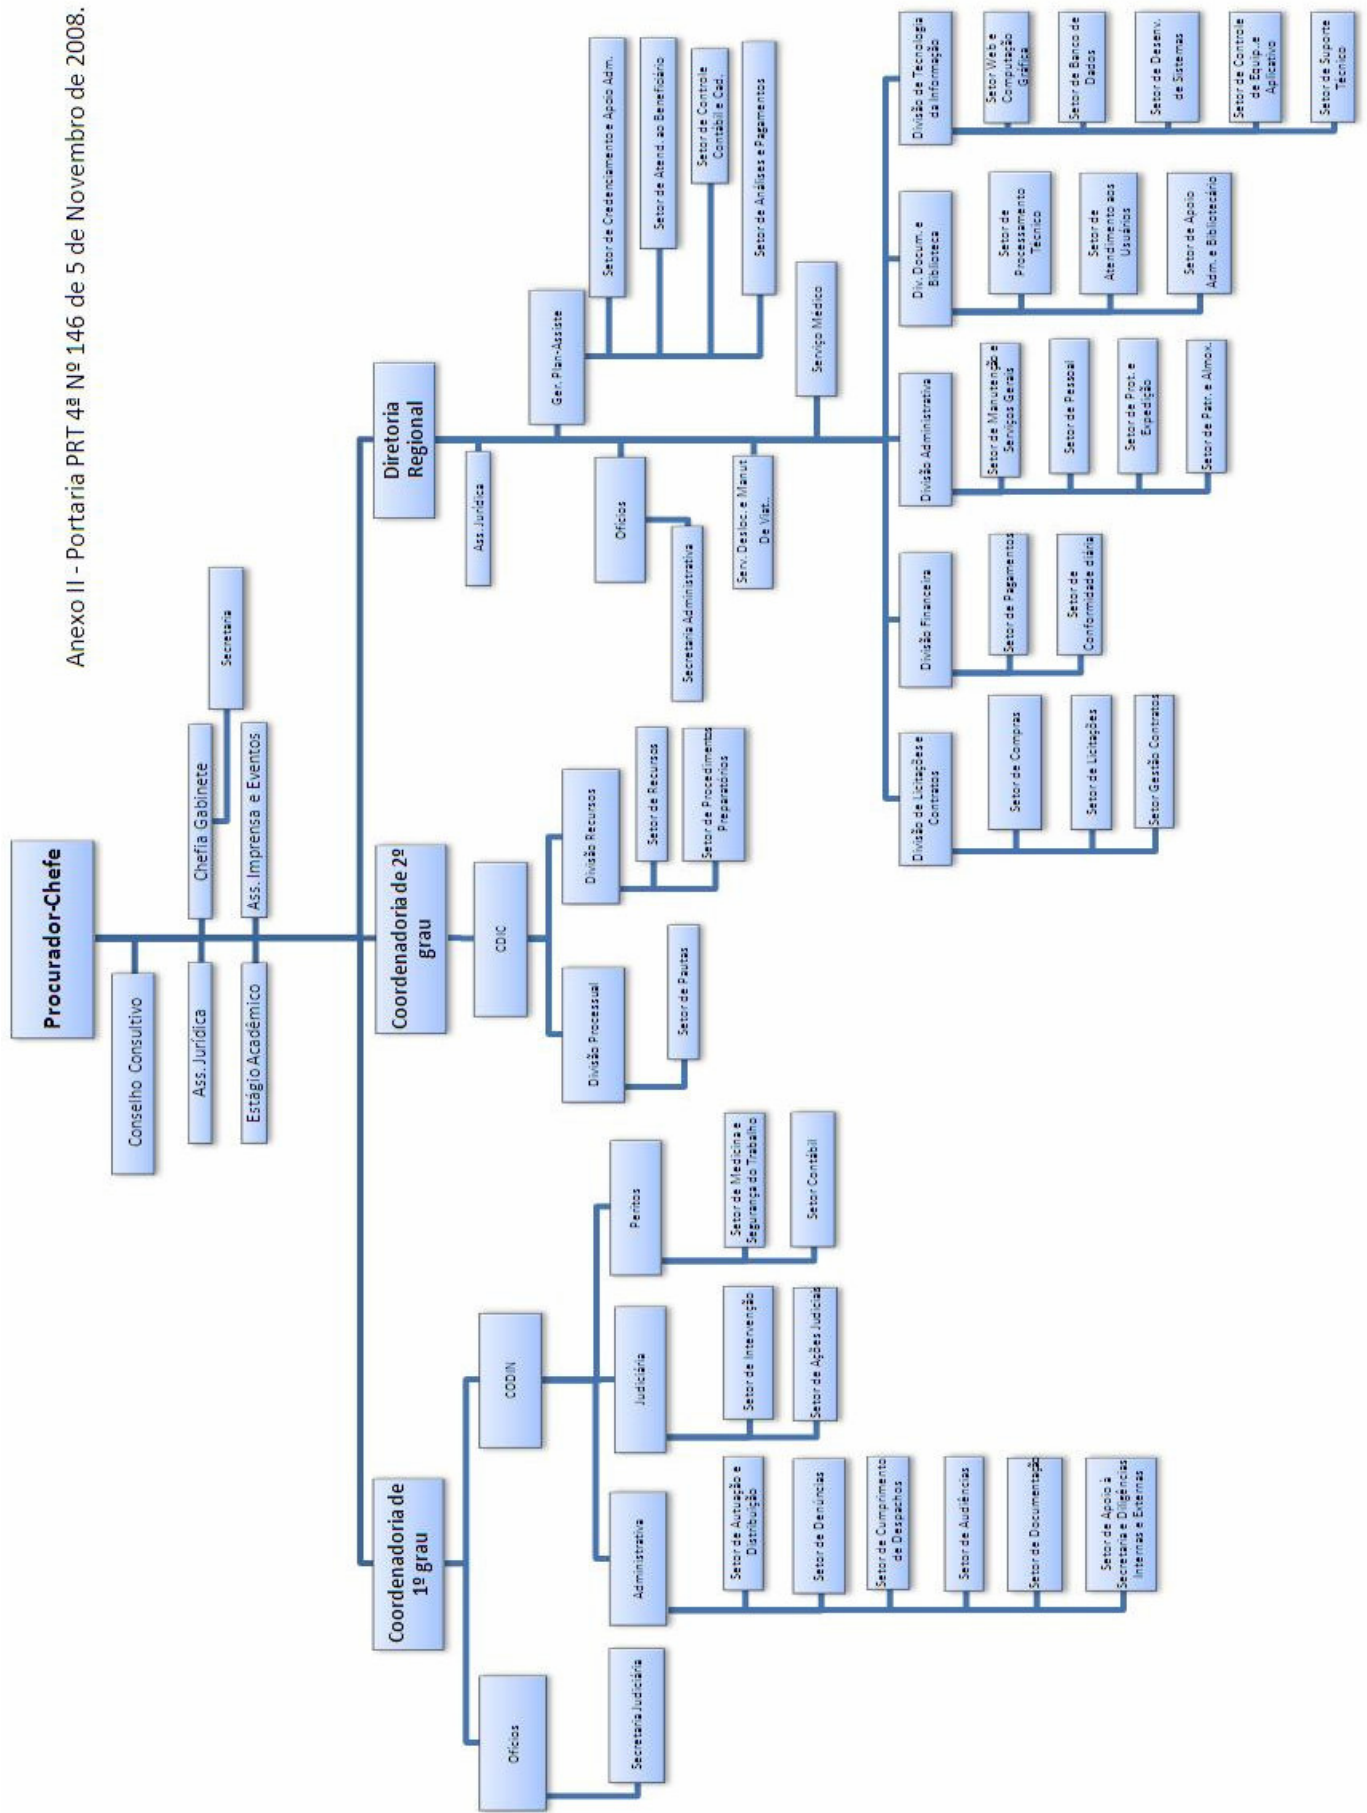 Anexo II - Portaria PRT 4ª Nº 146 de 5 de Novembro de 2008.
Procurador-Chefe
Conselho Consultivo
Ass. Jurídica
Chefia Gabinete
Secretaria
Estágio Acadêmico
Ass. Imprensa e Eventos
Coordenadoria de
1º grau
Coordenadoria de 2º
grau
Diretoria
Regional
Ofícios
Secretaria Judiciária
CODIN
Administrativa
Setor de Autuação e
Distribuição
Setor de Denúncias
Setor de Cumprimento
de Despachos
Setor de Audiências
Setor de Documentação
Setor de Apoio à
Secretaria e Diligências
Internas e Externas
Judiciária
Setor de Intervenção
Setor de Ações Judiciais
Peritos
Setor de Medicina e
Segurança do Trabalho
Setor Contábil
CDIC
Divisão Processual
Setor de Pautas
Divisão Recursos
Setor de Recursos
Setor de Procedimentos
Preparatórios
Ass. Jurídica
Ger. Plan-Assiste
Setor de Credenciamento e Apoio Adm.
Setor de Atend. ao Beneficiário
Setor de Controle
Contábil e Cad.
Setor de Análises e Pagamentos
Ofícios
Secretaria Administrativa
Serv. Desloc. e Manut
De Viat..
Serviço Médico
Divisão de Licitações e
Contratos
Setor de Compras
Setor de Licitações
Setor Gestão Contratos
Divisão Financeira
Setor de Pagamentos
Setor de
Conformidade diária
Divisão Administrativa
Setor de Manutenção e
Serviços Gerais
Setor de Pessoal
Setor de Prot. e
Expedição
Setor de Patr. e Almox.
Div. Docum. e
Biblioteca
Setor de
Processamento
Técnico
Setor de
Atendimento aos
Usuários
Setor de Apoio
Adm. e Bibliotecário
Divisão de Tecnologia
da Informação
Setor Web e
Computação
Gráfica
Setor de Banco de
Dados
Setor de Desenv.
de Sistemas
Setor de Controle
de Equip..e
Aplicativo
Setor de Suporte
Técnico